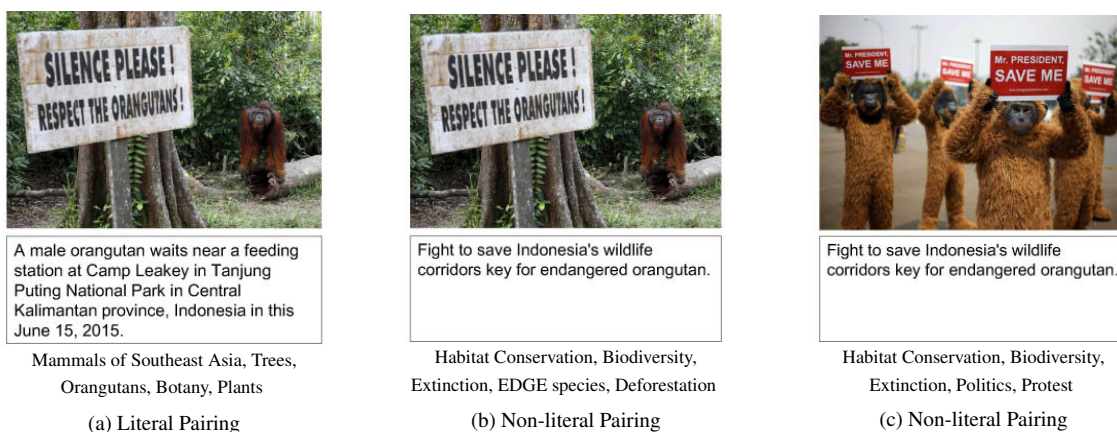 SILENCE PLEASE !
RESPECT THE ORANGUTANS !
A male orangutan waits near a feeding
station at Camp Leakey in Tanjung
Puting National Park in Central
Kalimantan province, Indonesia in this
June 15, 2015.
Mammals of Southeast Asia, Trees,
Orangutans, Botany, Plants
(a) Literal Pairing
SILENCE PLEASE !
RESPECT THE ORANGUTANS !
Fight to save Indonesia's wildlife
corridors key for endangered orangutan.
Habitat Conservation, Biodiversity,
Extinction, EDGE species, Deforestation
(b) Non-literal Pairing
Mr. PRESIDENT,
SAVE ME
Mr. PRESIDENT,
SAVE ME
Mr. PRESIDENT,
SAVE ME
SAVE ME
Fight to save Indonesia's wildlife
corridors key for endangered orangutan.
Habitat Conservation, Biodiversity,
Extinction, Politics, Protest
(c) Non-literal Pairing